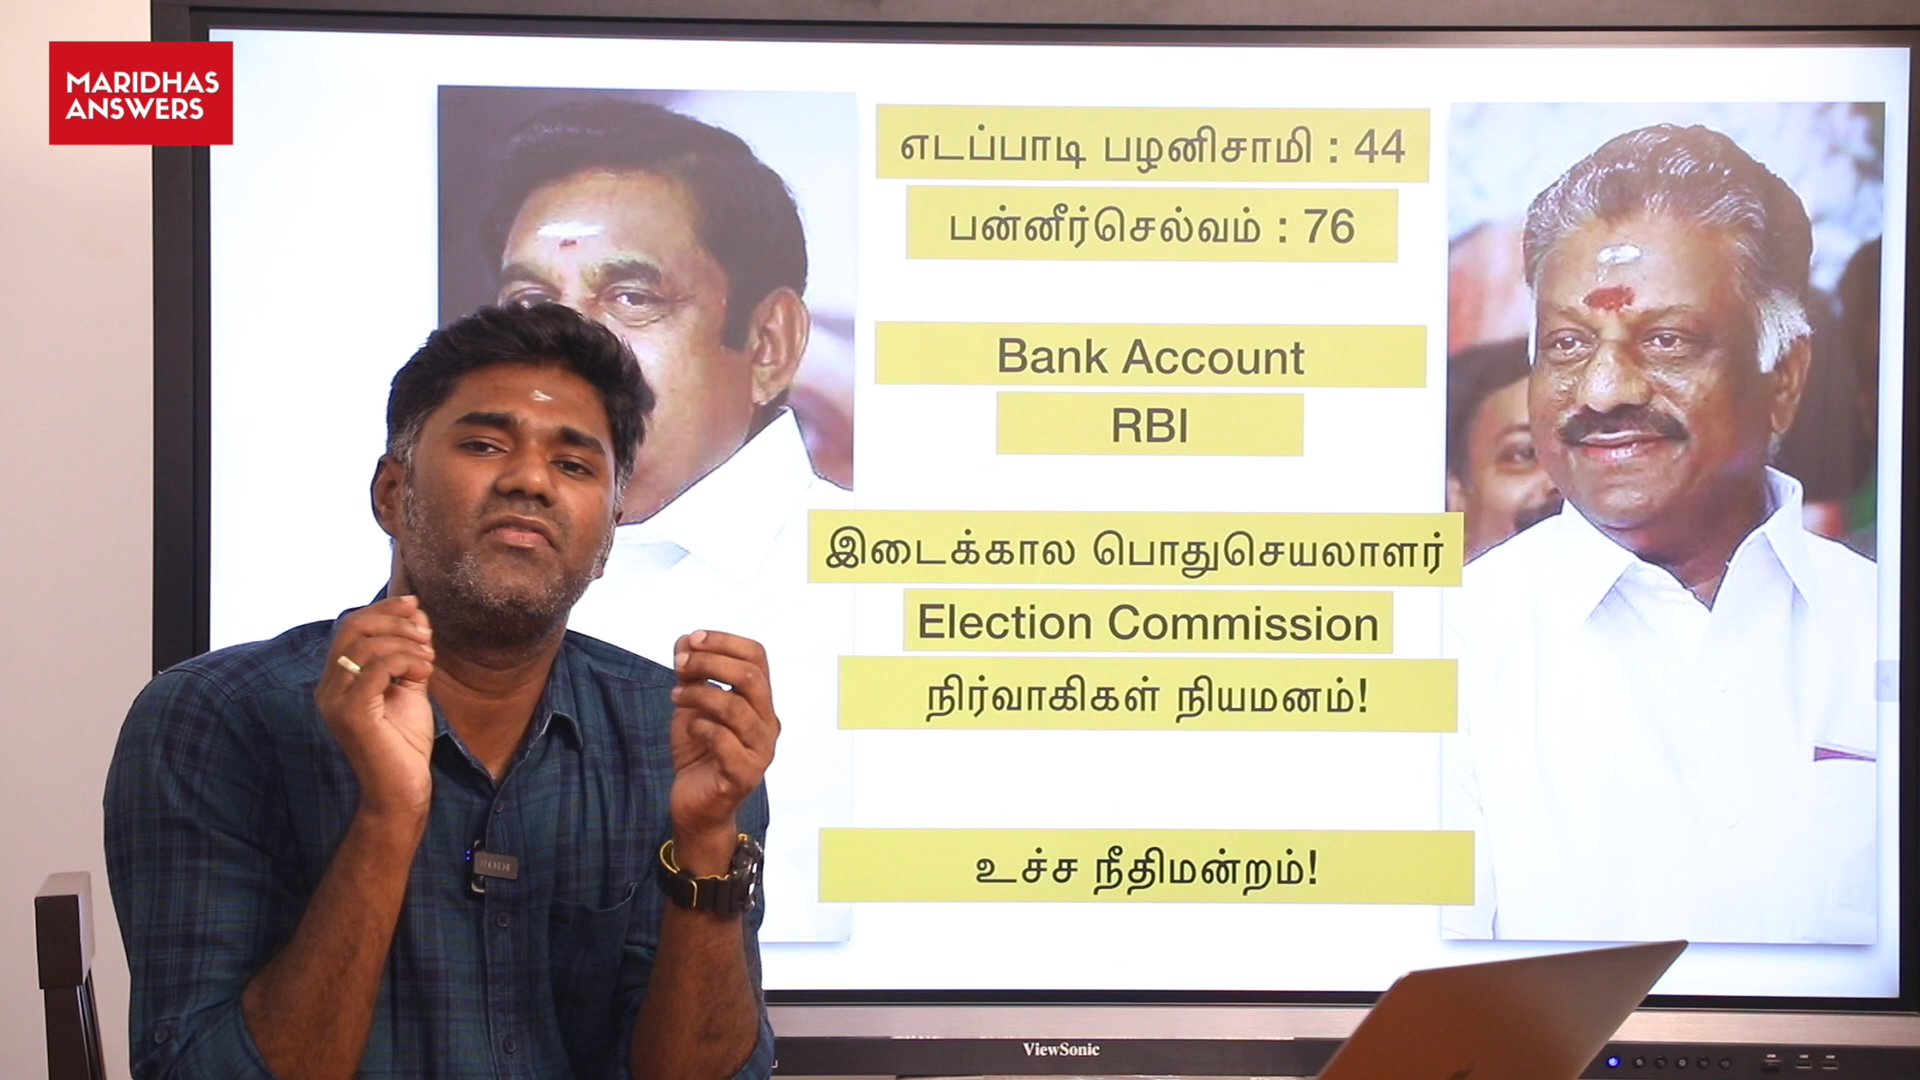 MARIDHAS
ANSWERS
எடப்பாடி பழனிசாமி : 44
பன்னீர்செல்வம் : 76
Bank Account
RBI
இடைக்கால பொதுசெயலாளர்
Election Commission
நிர்வாகிகள் நியமனம்!
உச்ச நீதிமன்றம்!
RODE
ViewSonic